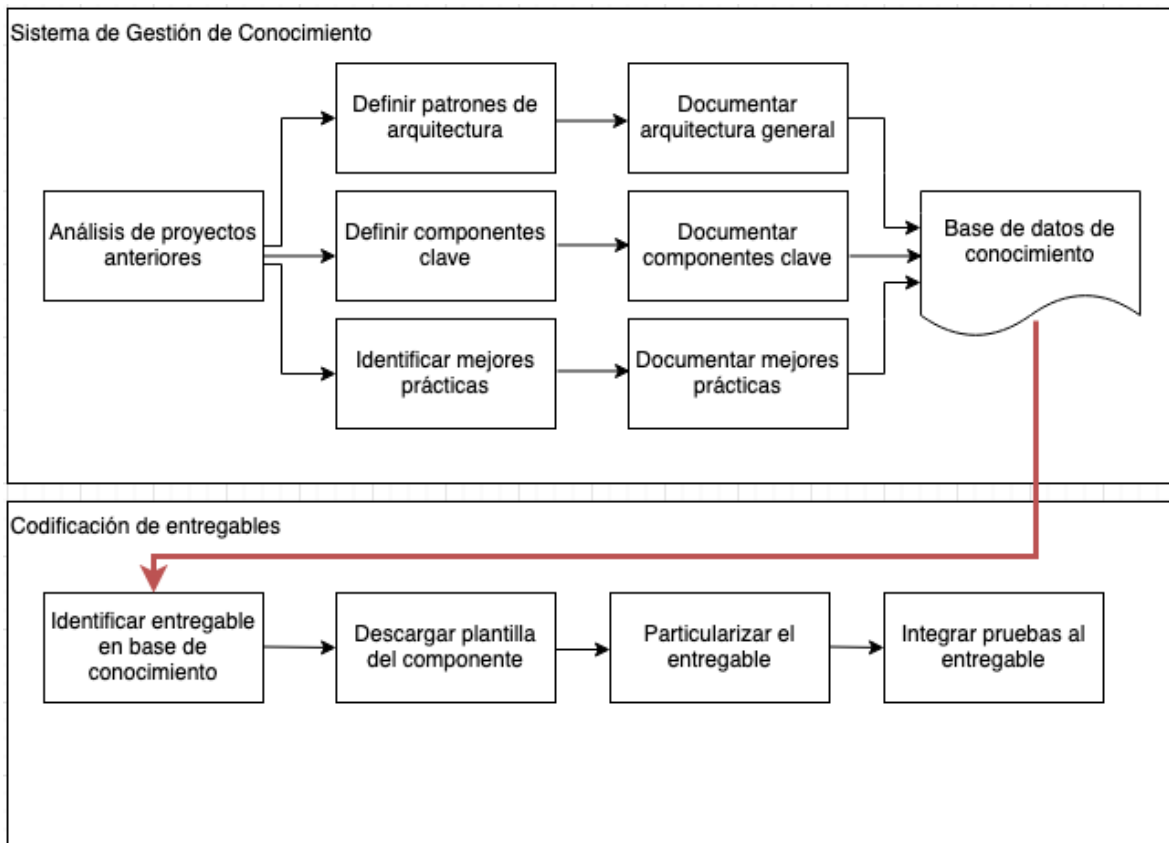 Sistema de Gestión de Conocimiento
Definir patrones de
arquitectura
Documentar
arquitectura general
Análisis de proyectos
anteriores
Definir componentes
clave
Documentar
componentes clave
Base de datos de
conocimiento
Identificar mejores
prácticas
Documentar mejores
prácticas
Codificación de entregables
Identificar entregable
en base de
conocimiento
Descargar plantilla
del componente
Particularizar el
entregable
Integrar pruebas al
entregable